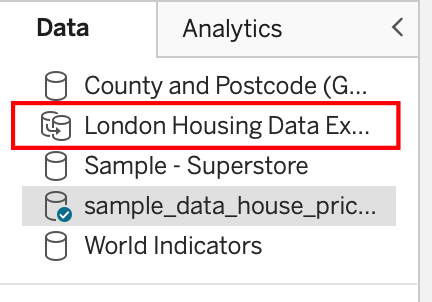 Data
Analytics
County and Postcode (G...
London Housing Data Ex...
Sample - Superstore
sample_data_house_pric...
World Indicators